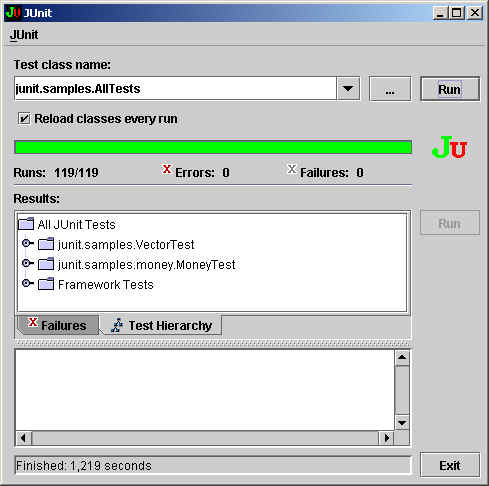 JU JUnit
JUnit
Test class name:
junit.samples.AllTests
...
Run
Reload classes every run
JU
Runs: 119/119
X Errors: 0
X Failures: 0
Results:
Run
All JUnit Tests
junit.samples.VectorTest
junit.samples.money.MoneyTest
Framework Tests
X Failures
Test Hierarchy
Finished: 1,219 seconds
Exit